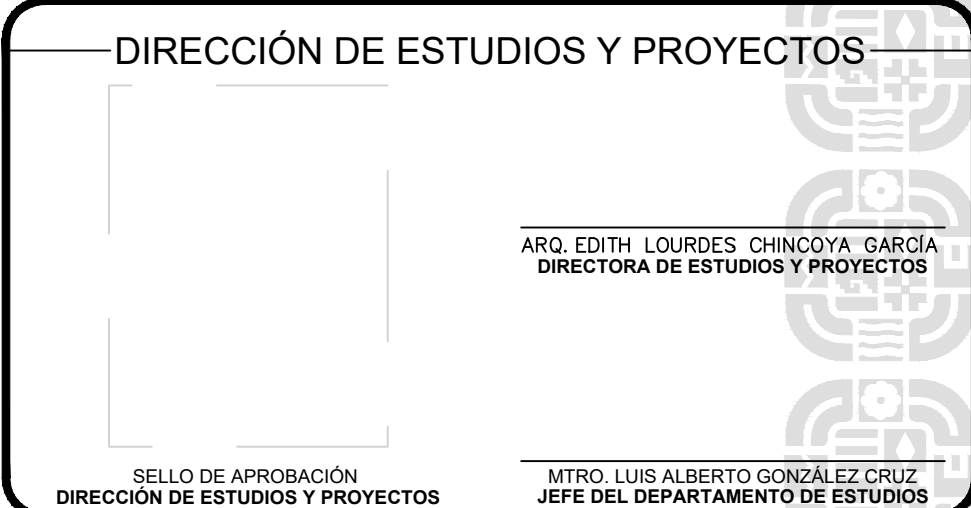 DIRECCIÓN DE ESTUDIOS Y PROYECTOS
ARQ. EDITH LOURDES CHINCOYA GARCÍA
DIRECTORA DE ESTUDIOS Y PROYECTOS
SELLO DE APROBACIÓN
DIRECCIÓN DE ESTUDIOS Y PROYECTOS
MTRO. LUIS ALBERTO GONZÁLEZ CRUZ
JEFE DEL DEPARTAMENTO DE ESTUDIOS